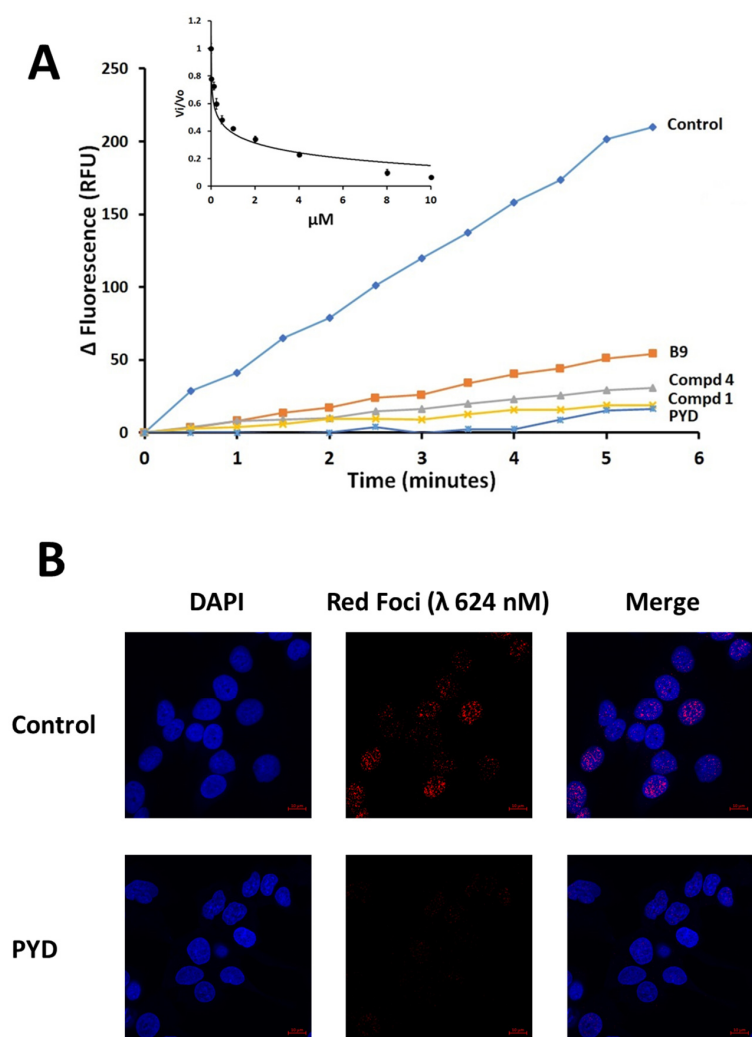 A
250
200
150
100
50
0
Δ Fluorescence (RFU)
0 1 2 3 4 5 6
Time (minutes)
Control
B9
Compd 4
Compd 1
PYD
1.2
1
0.8
0.6
0.4
0.2
0
Vi/Vo
0 2 4 6 8 10
µM
B
DAPI Red Foci (λ 624 nM) Merge
Control
PYD